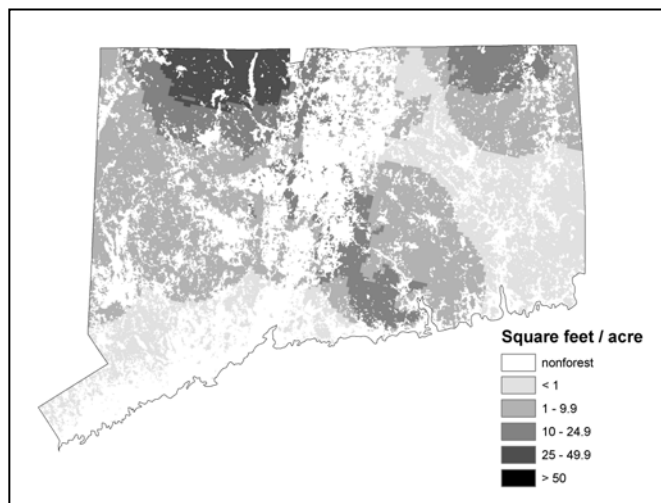 Square feet / acre
nonforest
< 1
1 - 9.9
10 - 24.9
25 - 49.9
> 50